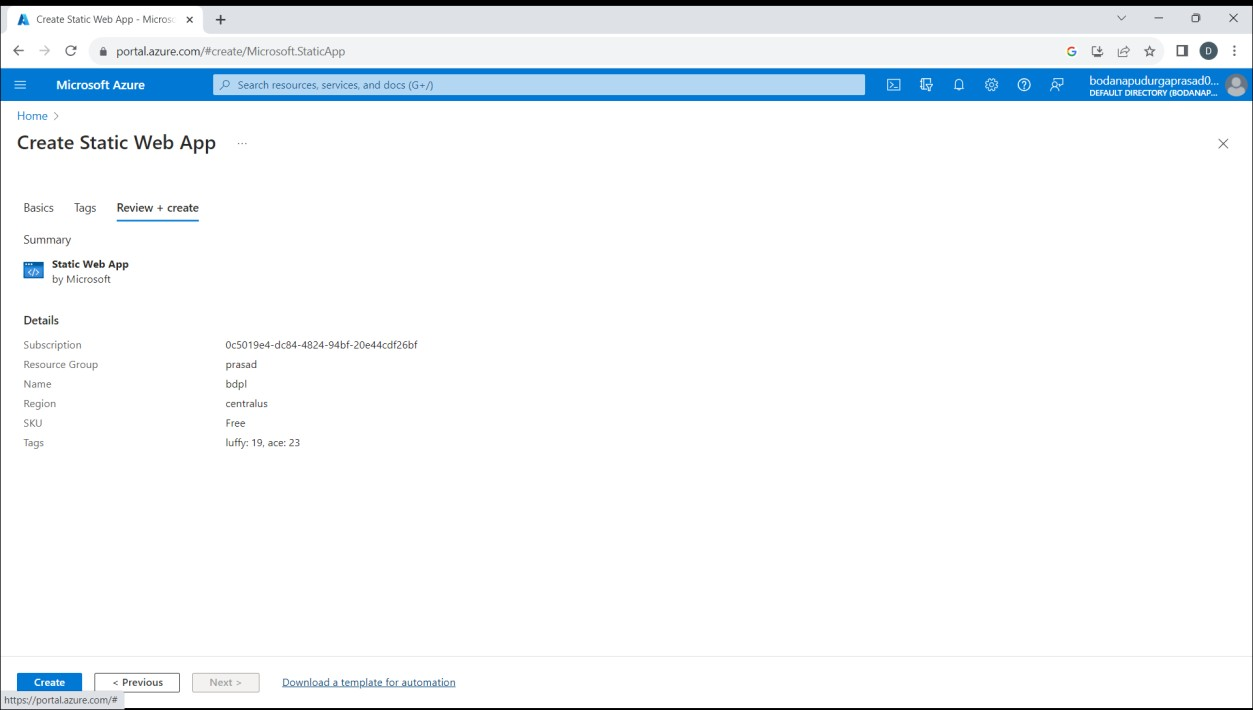 Create Static Web App - Micros
portal.azure.com/#create/Microsoft.StaticApp
D
Microsoft Azure
Search resources, services, and docs (G+/)
bodanapudurgaprasad0...
DEFAULT DIRECTORY (BODANAP...
Home >
Create Static Web App ...
Basics Tags Review + create
Summary
Static Web App
by Microsoft
Details
Subscription 0c5019e4-dc84-4824-94bf-20e44cdf26bf
Resource Group prasad
Name bdpl
Region centralus
SKU Free
Tags luffy: 19, ace: 23
Create < Previous Next > Download a template for automation
https://portal.azure.com/#